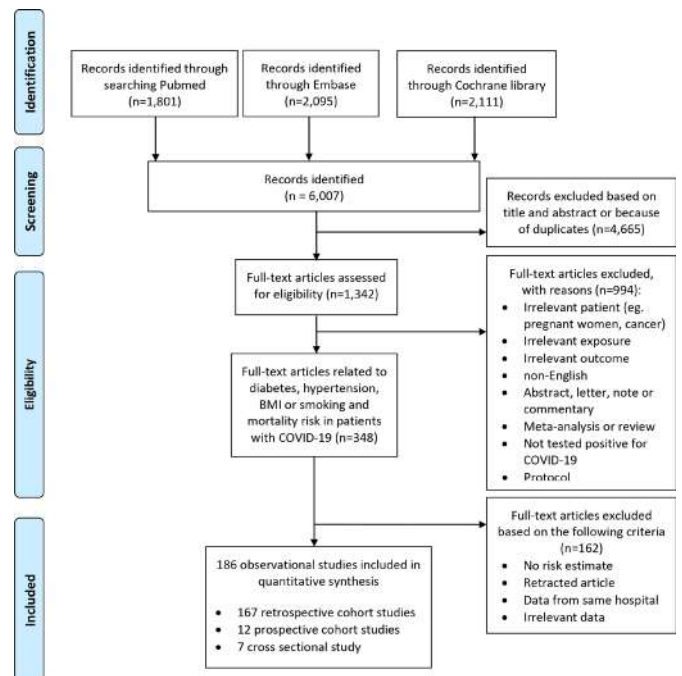 Identification
Records identified through
searching Pubmed
(n=1,801)
Records identified
through Embase
(n=2,095)
Records identified
through Cochrane library
(n=2,111)
Screening
Records identified
(n = 6,007)
Records excluded based on
title and abstract or because
of duplicates (n=4,665)
Eligibility
Full-text articles assessed
for eligibility (n=1,342)
Full-text articles excluded,
with reasons (n=994):
• Irrelevant patient (eg.
pregnant women, cancer)
• Irrelevant exposure
• Irrelevant outcome
• non-English
• Abstract, letter, note or
commentary
• Meta-analysis or review
• Not tested positive for
COVID-19
• Protocol
Full-text articles related to
diabetes, hypertension,
BMI or smoking and
mortality risk in patients
with COVID-19 (n=348)
Full-text articles excluded
based on the following criteria
(n=162)
• No risk estimate
• Retracted article
• Data from same hospital
• Irrelevant data
Included
186 observational studies included in
quantitative synthesis
• 167 retrospective cohort studies
• 12 prospective cohort studies
• 7 cross sectional study